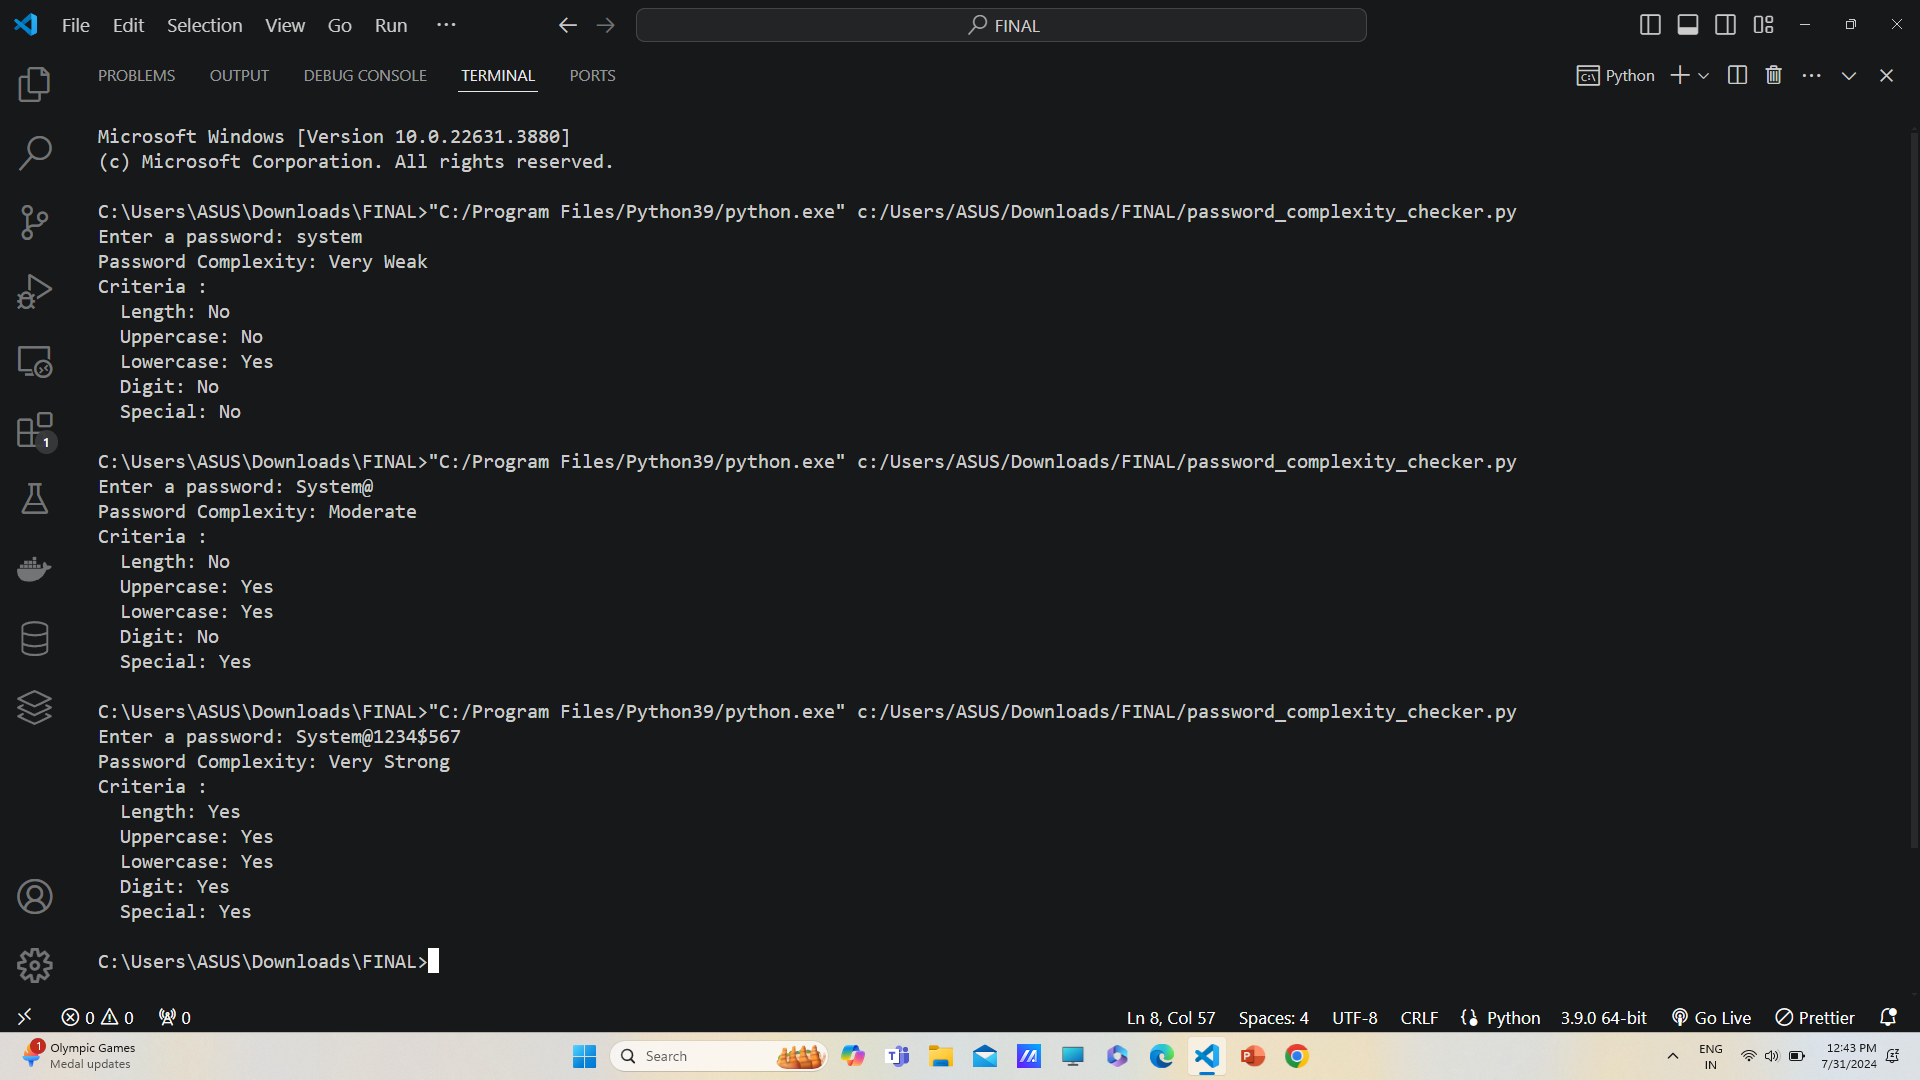 File Edit Selection View Go Run ...
FINAL
PROBLEMS OUTPUT DEBUG CONSOLE TERMINAL PORTS
Python
Microsoft Windows [Version 10.0.22631.3880]
(c) Microsoft Corporation. All rights reserved.
C:\Users\ASUS\Downloads\FINAL>"C:/Program Files/Python39/python.exe" c:/Users/ASUS/Downloads/FINAL/password_complexity_checker.py
Enter a password: system
Password Complexity: Very Weak
Criteria :
  Length: No
  Uppercase: No
  Lowercase: Yes
  Digit: No
  Special: No
C:\Users\ASUS\Downloads\FINAL>"C:/Program Files/Python39/python.exe" c:/Users/ASUS/Downloads/FINAL/password_complexity_checker.py
Enter a password: System@
Password Complexity: Moderate
Criteria :
  Length: No
  Uppercase: Yes
  Lowercase: Yes
  Digit: No
  Special: Yes
C:\Users\ASUS\Downloads\FINAL>"C:/Program Files/Python39/python.exe" c:/Users/ASUS/Downloads/FINAL/password_complexity_checker.py
Enter a password: System@1234$567
Password Complexity: Very Strong
Criteria :
  Length: Yes
  Uppercase: Yes
  Lowercase: Yes
  Digit: Yes
  Special: Yes
C:\Users\ASUS\Downloads\FINAL>
1
0 0 0
Ln 8, Col 57 Spaces: 4 UTF-8 CRLF Python 3.9.0 64-bit Go Live Prettier
1
Olympic Games
Medal updates
Search
ENG
IN
12:43 PM
7/31/2024